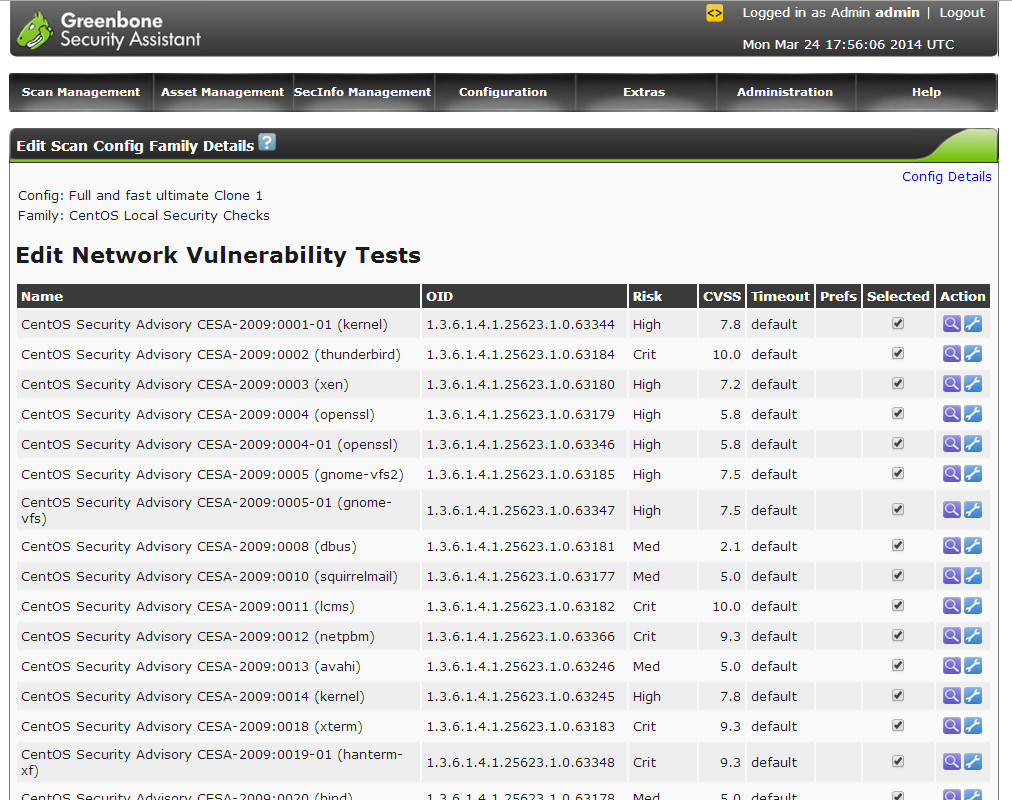 Greenbone
Security Assistant
<> Logged in as Admin admin | Logout
Mon Mar 24 17:56:06 2014 UTC
Scan Management Asset Management SecInfo Management Configuration Extras Administration Help
Edit Scan Config Family Details ?
Config Details
Config: Full and fast ultimate Clone 1
Family: CentOS Local Security Checks
Edit Network Vulnerability Tests
Name OID Risk CVSS Timeout Prefs Selected Action
CentOS Security Advisory CESA-2009:0001-01 (kernel) 1.3.6.1.4.1.25623.1.0.63344 High 7.8 default
CentOS Security Advisory CESA-2009:0002 (thunderbird) 1.3.6.1.4.1.25623.1.0.63184 Crit 10.0 default
CentOS Security Advisory CESA-2009:0003 (xen) 1.3.6.1.4.1.25623.1.0.63180 High 7.2 default
CentOS Security Advisory CESA-2009:0004 (openssl) 1.3.6.1.4.1.25623.1.0.63179 High 5.8 default
CentOS Security Advisory CESA-2009:0004-01 (openssl) 1.3.6.1.4.1.25623.1.0.63346 High 5.8 default
CentOS Security Advisory CESA-2009:0005 (gnome-vfs2) 1.3.6.1.4.1.25623.1.0.63185 High 7.5 default
CentOS Security Advisory CESA-2009:0005-01 (gnome-
vfs) 1.3.6.1.4.1.25623.1.0.63347 High 7.5 default
CentOS Security Advisory CESA-2009:0008 (dbus) 1.3.6.1.4.1.25623.1.0.63181 Med 2.1 default
CentOS Security Advisory CESA-2009:0010 (squirrelmail) 1.3.6.1.4.1.25623.1.0.63177 Med 5.0 default
CentOS Security Advisory CESA-2009:0011 (lcms) 1.3.6.1.4.1.25623.1.0.63182 Crit 10.0 default
CentOS Security Advisory CESA-2009:0012 (netpbm) 1.3.6.1.4.1.25623.1.0.63366 Crit 9.3 default
CentOS Security Advisory CESA-2009:0013 (avahi) 1.3.6.1.4.1.25623.1.0.63246 Med 5.0 default
CentOS Security Advisory CESA-2009:0014 (kernel) 1.3.6.1.4.1.25623.1.0.63245 High 7.8 default
CentOS Security Advisory CESA-2009:0018 (xterm) 1.3.6.1.4.1.25623.1.0.63183 Crit 9.3 default
CentOS Security Advisory CESA-2009:0019-01 (hanterm-
xf) 1.3.6.1.4.1.25623.1.0.63348 Crit 9.3 default
CentOS Security Advisory CESA-2009:0020 (bind) 1.3.6.1.4.1.25623.1.0.63178 Med 5.0 default